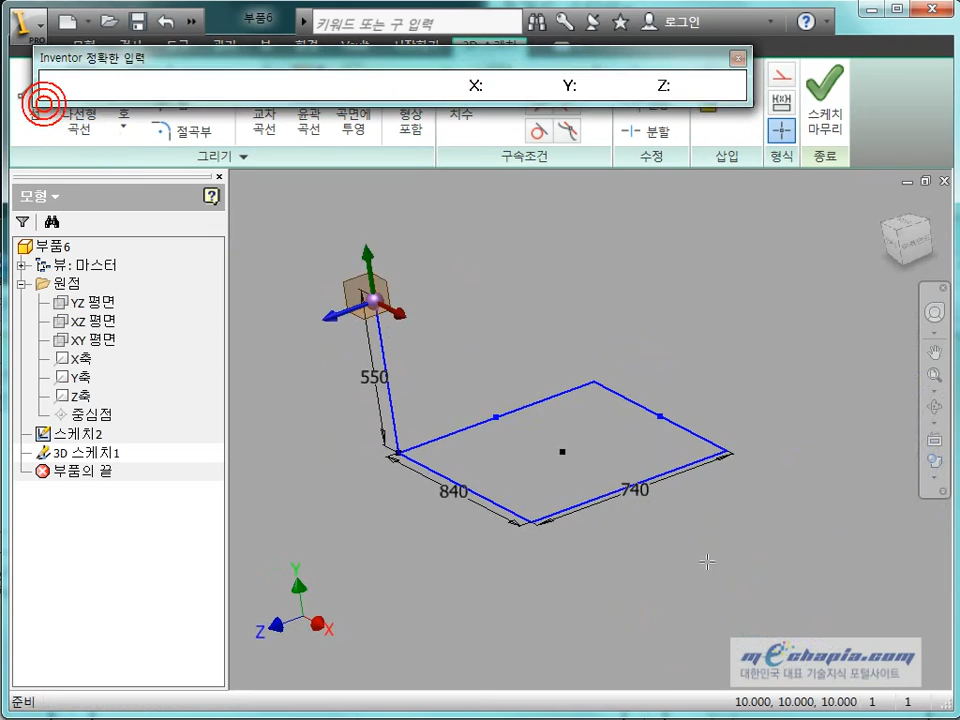 PRO
부품6
키워드 또는 구 입력
로그인
Inventor 정확한 입력
X: Y: Z:
나선형
곡선
호
절곡부
교차
곡선
윤곽
곡선
곡면에
투영
형상
포함
치수
분할
스케치
마무리
그리기
구속조건
수정
삽입
형식
종료
모형
부품6
뷰: 마스터
원점
YZ 평면
XZ 평면
XY 평면
X축
Y축
Z축
중심점
스케치2
3D 스케치1
부품의 끝
550
840
740
Y
Z
X
mechapia.com
대한민국 대표 기술지식 포털사이트
준비
10.000, 10.000, 10.000 1 1